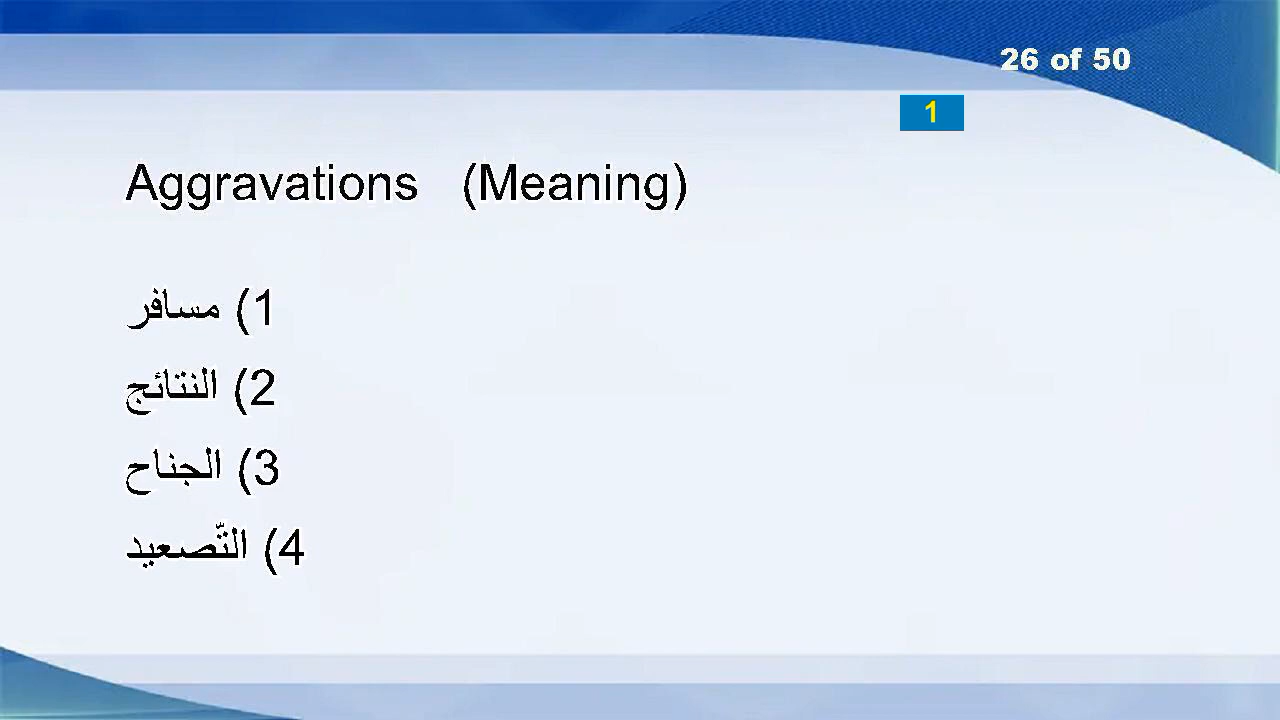 26 of 50
1
Aggravations (Meaning)
1) مسافر
2) النتائج
3) الجناح
4) التّصعيد